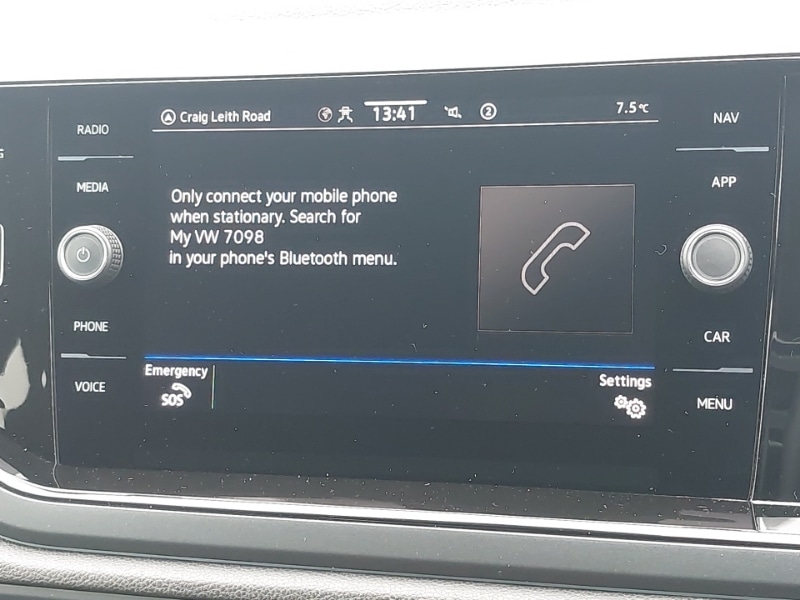 Craig Leith Road
13:41
2
7.5°C
RADIO
MEDIA
PHONE
VOICE
Only connect your mobile phone
when stationary. Search for
My VW 7098
in your phone's Bluetooth menu.
Emergency
SOS
Settings
NAV
APP
CAR
MENU